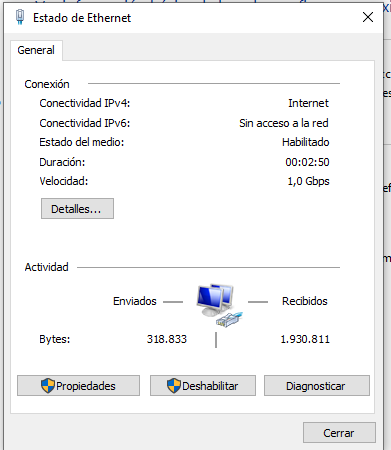 Estado de Ethernet
General
Conexión
Conectividad IPv4: Internet
Conectividad IPv6: Sin acceso a la red
Estado del medio: Habilitado
Duración: 00:02:50
Velocidad: 1,0 Gbps
Detalles...
Actividad
Enviados — Recibidos
Bytes: 318.833 | 1.930.811
Propiedades Deshabilitar Diagnosticar
Cerrar